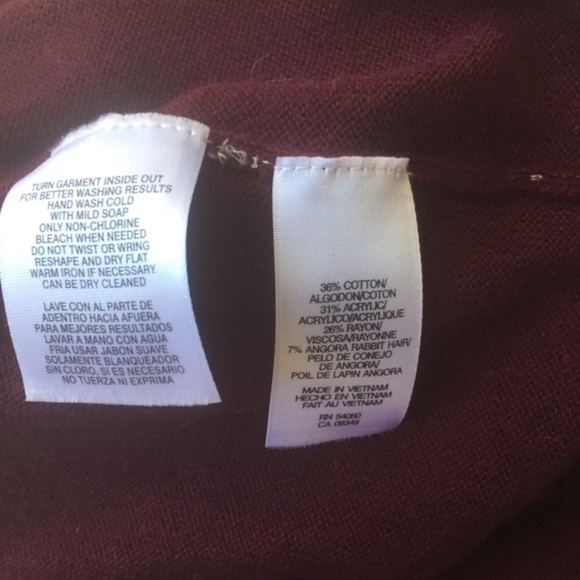 TURN GARMENT INSIDE OUT
FOR BETTER WASHING RESULTS
HAND WASH COLD
WITH MILD SOAP
ONLY NON-CHLORINE
BLEACH WHEN NEEDED
DO NOT TWIST OR WRING
RESHAPE AND DRY FLAT
WARM IRON IF NECESSARY
CAN BE DRY CLEANED
LAVE CON AL PARTE DE
ADENTRO HACIA AFUERA
PARA MEJORES RESULTADOS
LAVAR A MANO CON AGUA
FRIA USAR JABON SUAVE
SOLAMENTE BLANQUEADOR
SIN CLORO, SI ES NECESARIO
NO TUERZA NI EXPRIMA
36% COTTON/
ALGODON/COTON
31% ACRYLIC/
ACRYLICO/ACRYLIQUE
26% RAYON/
VISCOSA/RAYONNE
7% ANGORA RABBIT HAIR/
PELO DE CONEJO
DE ANGORA/
POIL DE LAPIN ANGORA
MADE IN VIETNAM
HECHO EN VIETNAM
FAIT AU VIETNAM
RN 54050
CA 08349